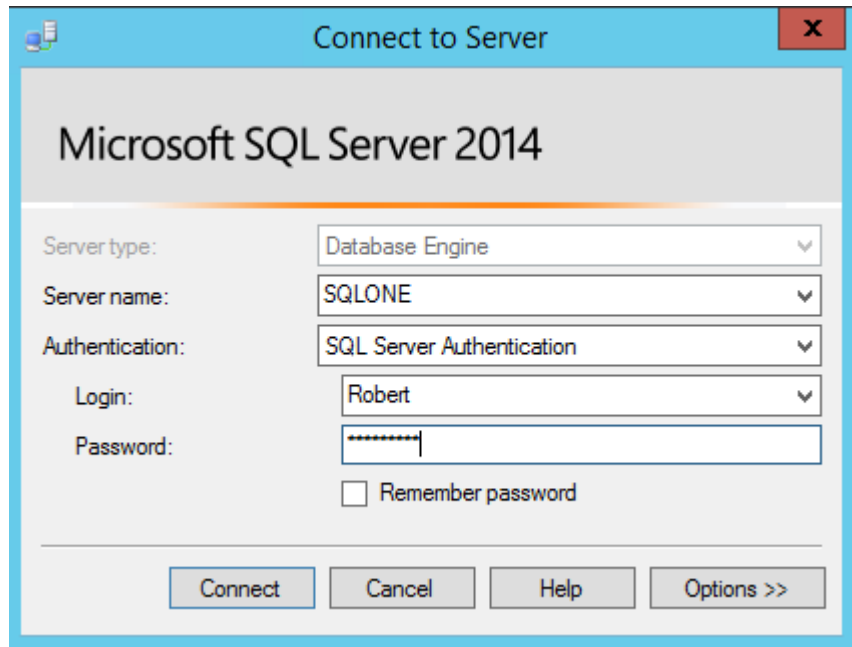 Connect to Server
x
Microsoft SQL Server 2014
Server type: Database Engine
Server name: SQLONE
Authentication: SQL Server Authentication
Login: Robert
Password: *********
Remember password
Connect Cancel Help Options >>